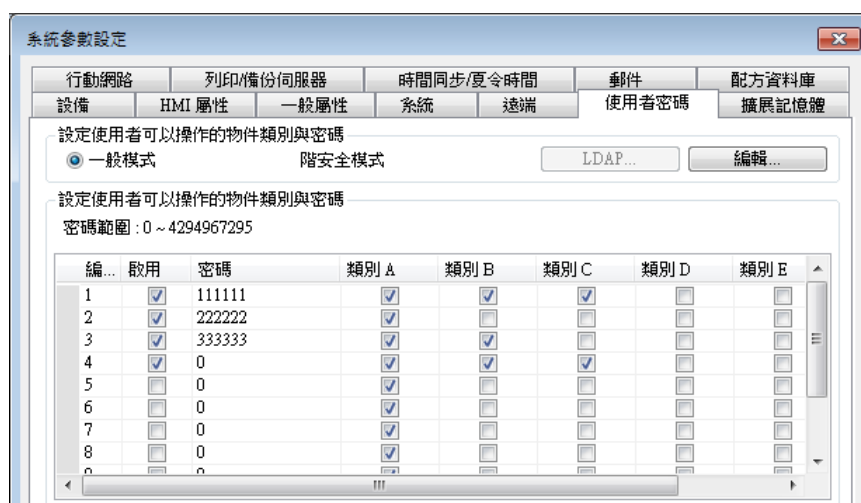 系統參數設定
行動網路 列印/備份伺服器 時間同步/夏令時間 郵件 配方資料庫
設備 HMI 屬性 一般屬性 系統 遠端 使用者密碼 擴展記憶體
設定使用者可以操作的物件類別與密碼
一般模式 階安全模式 LDAP... 編輯...
設定使用者可以操作的物件類別與密碼
密碼範圍 : 0 ~ 4294967295
編... 啟用 密碼 類別 A 類別 B 類別 C 類別 D 類別 E
1 111111
2 222222
3 333333
4 0
5 0
6 0
7 0
8 0